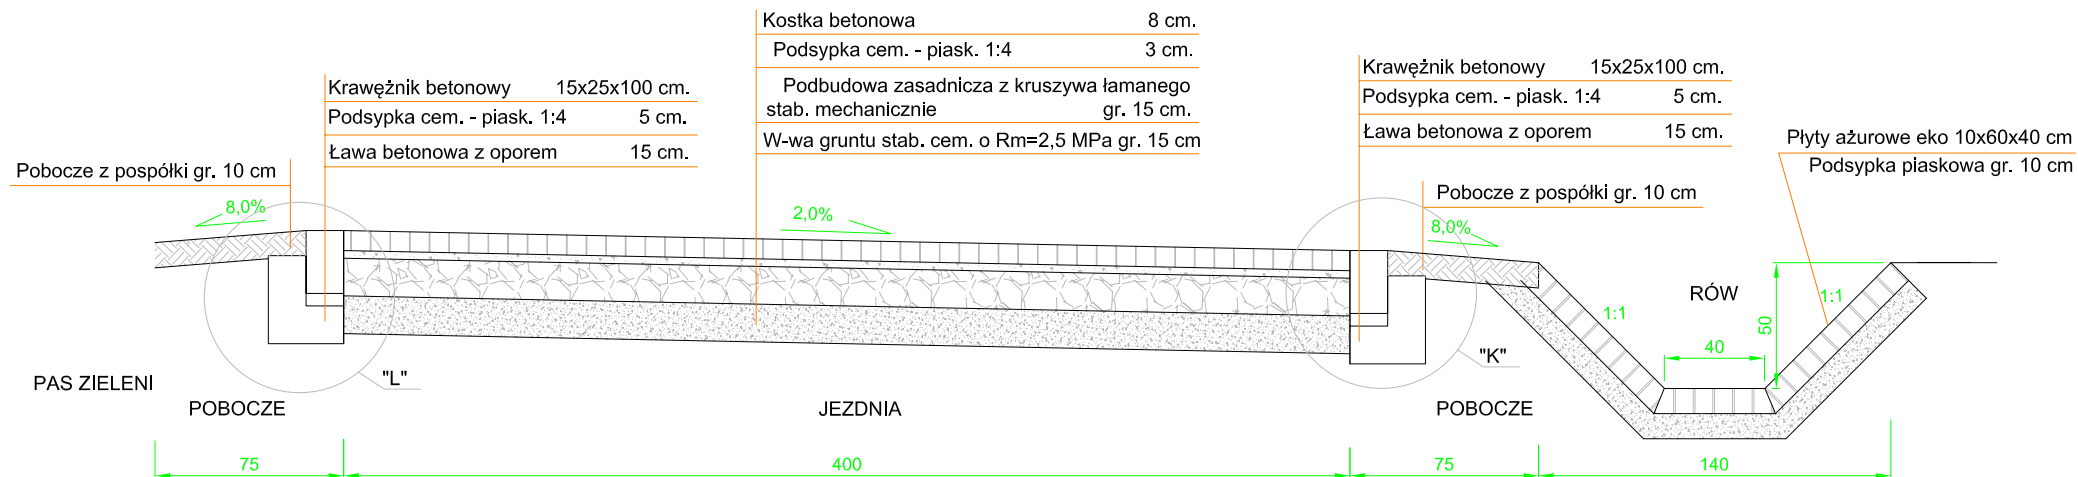 Kostka betonowa 8 cm.
Podsypka cem. - piask. 1:4 3 cm.
Podbudowa zasadnicza z kruszywa łamanego
stab. mechanicznie gr. 15 cm.
W-wa gruntu stab. cem. o Rm=2,5 MPa gr. 15 cm
Krawężnik betonowy 15x25x100 cm.
Podsypka cem. - piask. 1:4 5 cm.
Ława betonowa z oporem 15 cm.
Krawężnik betonowy 15x25x100 cm.
Podsypka cem. - piask. 1:4 5 cm.
Ława betonowa z oporem 15 cm.
Płyty ażurowe eko 10x60x40 cm
Podsypka piaskowa gr. 10 cm
Pobocze z pospółki gr. 10 cm
Pobocze z pospółki gr. 10 cm
8,0%
2,0%
8,0%
RÓW
1:1
1:1
50
40
"L"
"K"
PAS ZIELENI
POBOCZE
JEZDNIA
POBOCZE
75
400
75
140